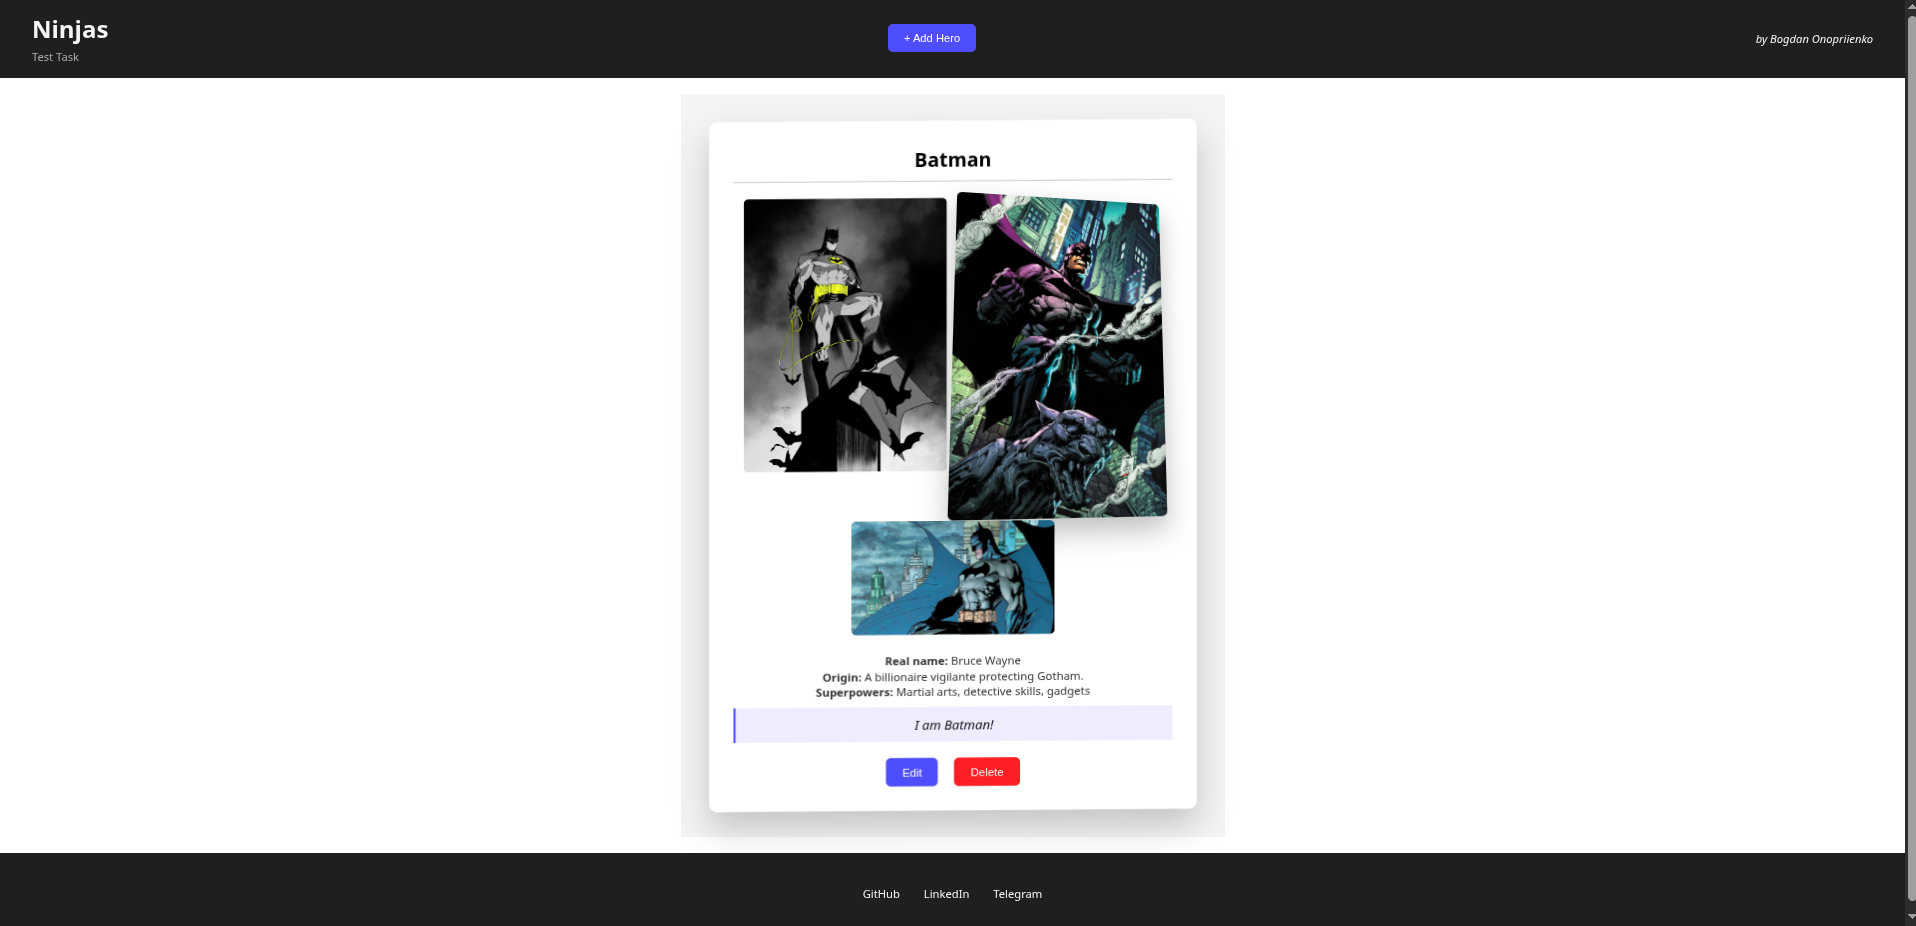 Ninjas
Test Task
+ Add Hero
by Bogdan Onopriienko
Batman
Real name: Bruce Wayne
Origin: A billionaire vigilante protecting Gotham.
Superpowers: Martial arts, detective skills, gadgets
I am Batman!
Edit Delete
GitHub LinkedIn Telegram